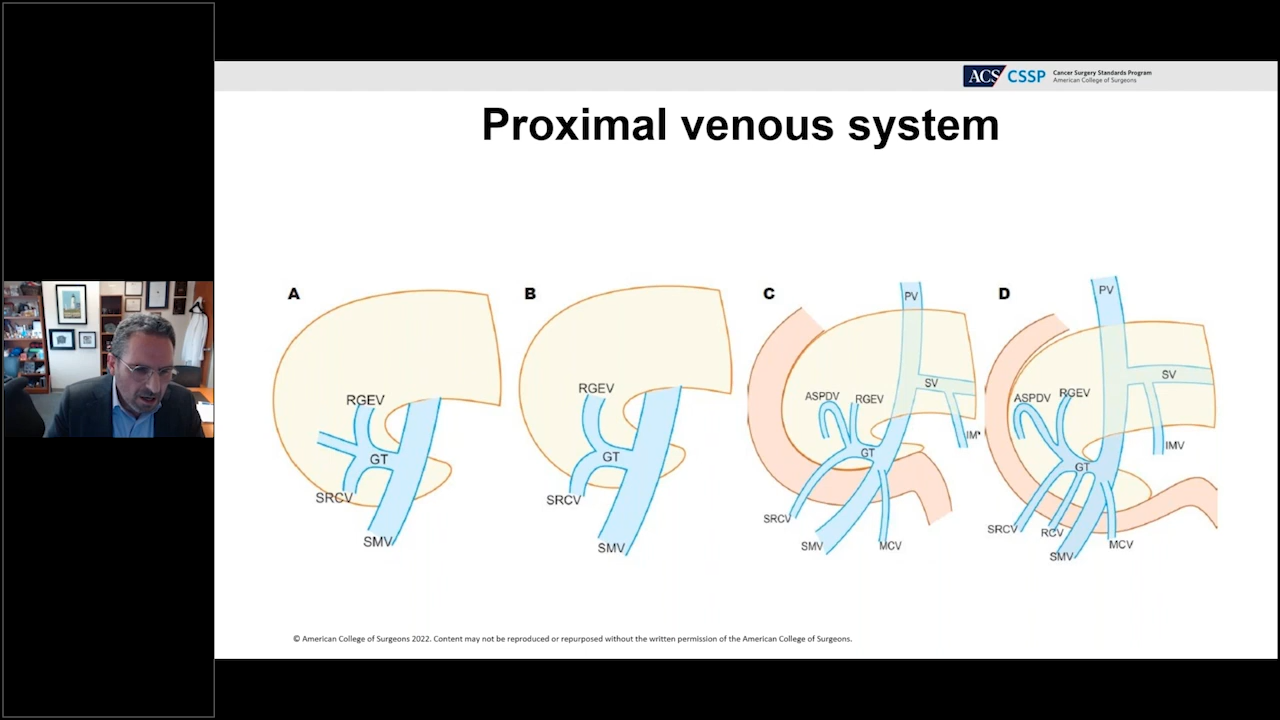 ACS CSSP Cancer Surgery Standards Program
American College of Surgeons
Proximal venous system
A
RGEV
GT
SRCV
SMV
B
RGEV
GT
SRCV
SMV
C
PV
SV
ASPDV
RGEV
IM
GT
SRCV
SMV
MCV
D
PV
SV
RGEV
ASPDV
IMV
GT
SRCV
RCV
MCV
SMV
© American College of Surgeons 2022. Content may not be reproduced or repurposed without the written permission of the American College of Surgeons.